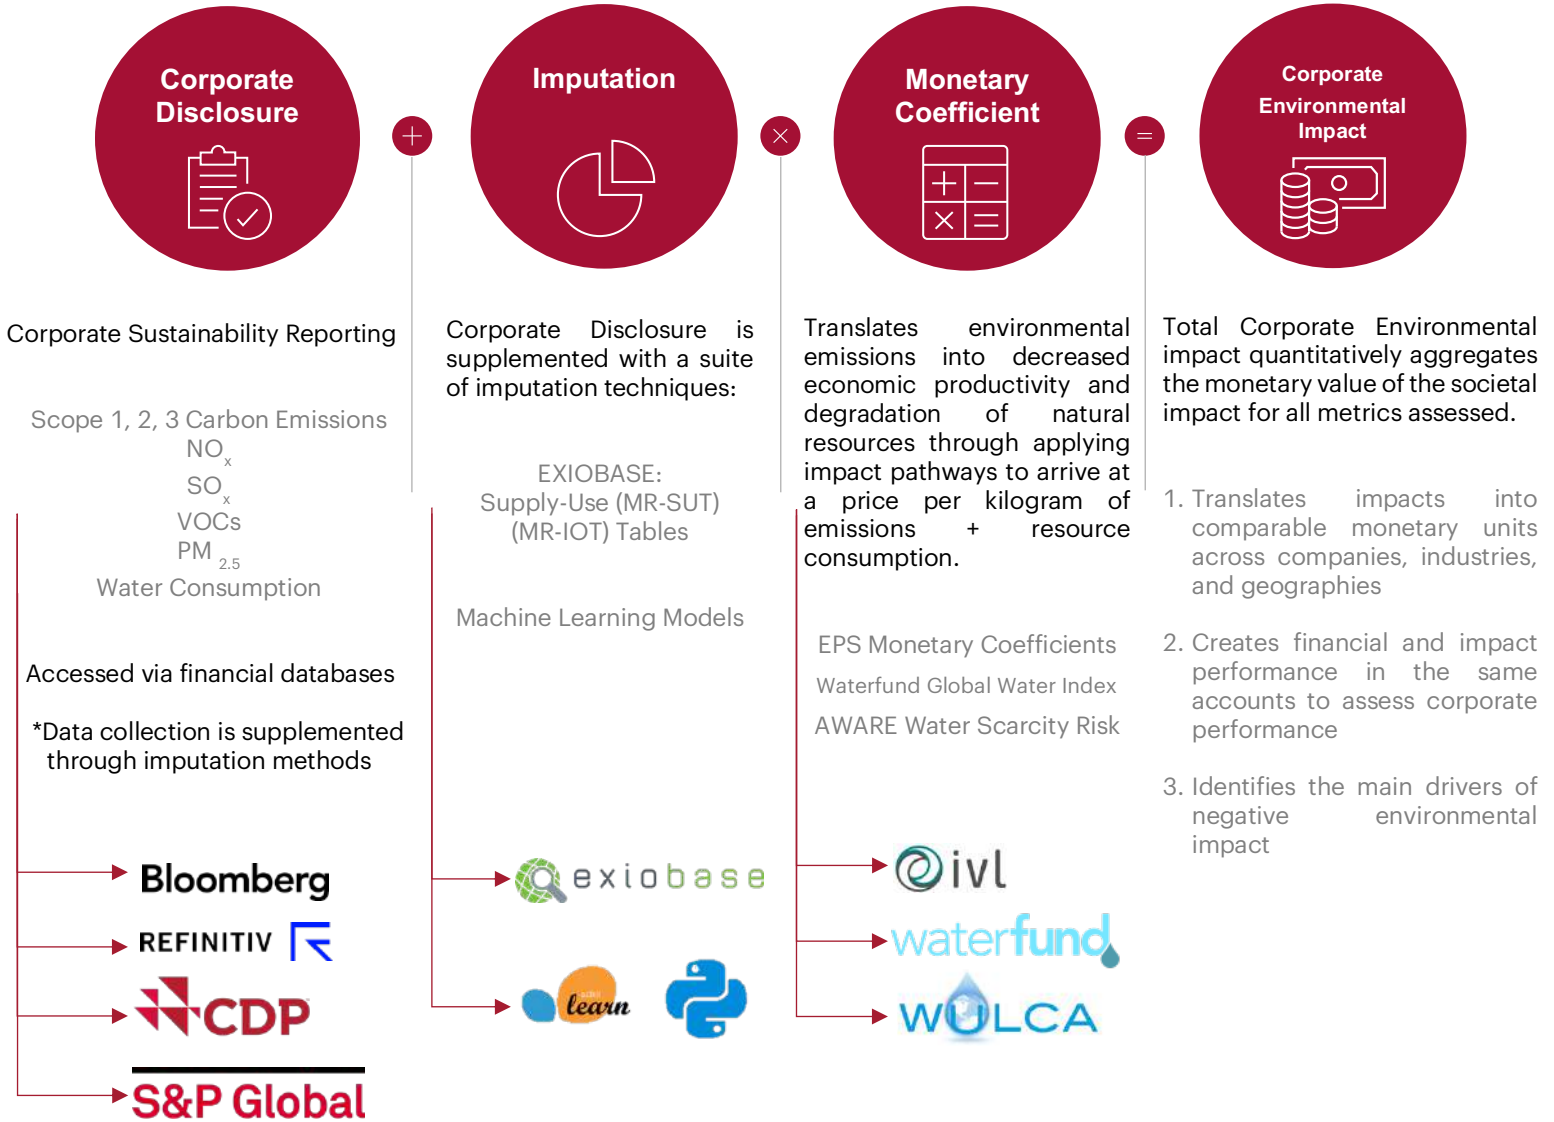 Corporate
Disclosure
Imputation
Monetary
Coefficient
Corporate
Environmental
Impact
Corporate Sustainability Reporting
Scope 1, 2, 3 Carbon Emissions
NOx
SOx
VOCs
PM 2.5
Water Consumption
Accessed via financial databases
*Data collection is supplemented
through imputation methods
Bloomberg
REFINITIV
CDP
S&P Global
Corporate Disclosure is
supplemented with a suite
of imputation techniques:
EXIOBASE:
Supply-Use (MR-SUT)
(MR-IOT) Tables
Machine Learning Models
exiobase
learn
Translates environmental
emissions into decreased
economic productivity and
degradation of natural
resources through applying
impact pathways to arrive at
a price per kilogram of
emissions + resource
consumption.
EPS Monetary Coefficients
Waterfund Global Water Index
AWARE Water Scarcity Risk
ivl
waterfund
WULCA
Total Corporate Environmental
impact quantitatively aggregates
the monetary value of the societal
impact for all metrics assessed.
1. Translates impacts into
comparable monetary units
across companies, industries,
and geographies
2. Creates financial and impact
performance in the same
accounts to assess corporate
performance
3. Identifies the main drivers of
negative environmental
impact